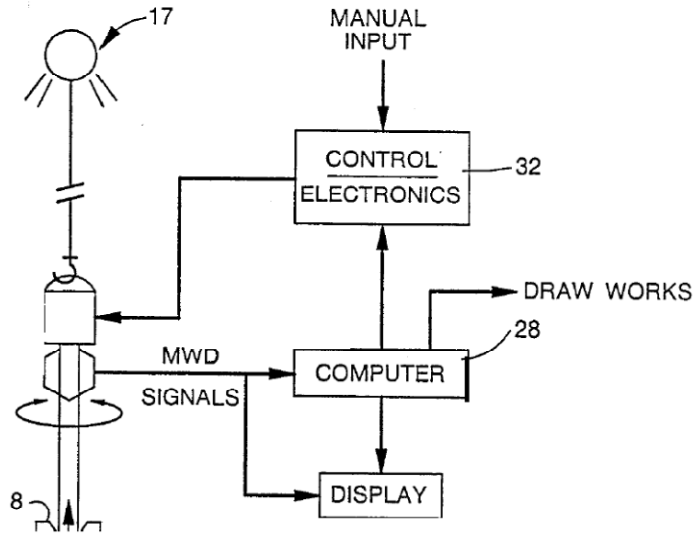 17
MANUAL
INPUT
CONTROL
ELECTRONICS
32
DRAW WORKS
28
MWD
SIGNALS
COMPUTER
8
DISPLAY